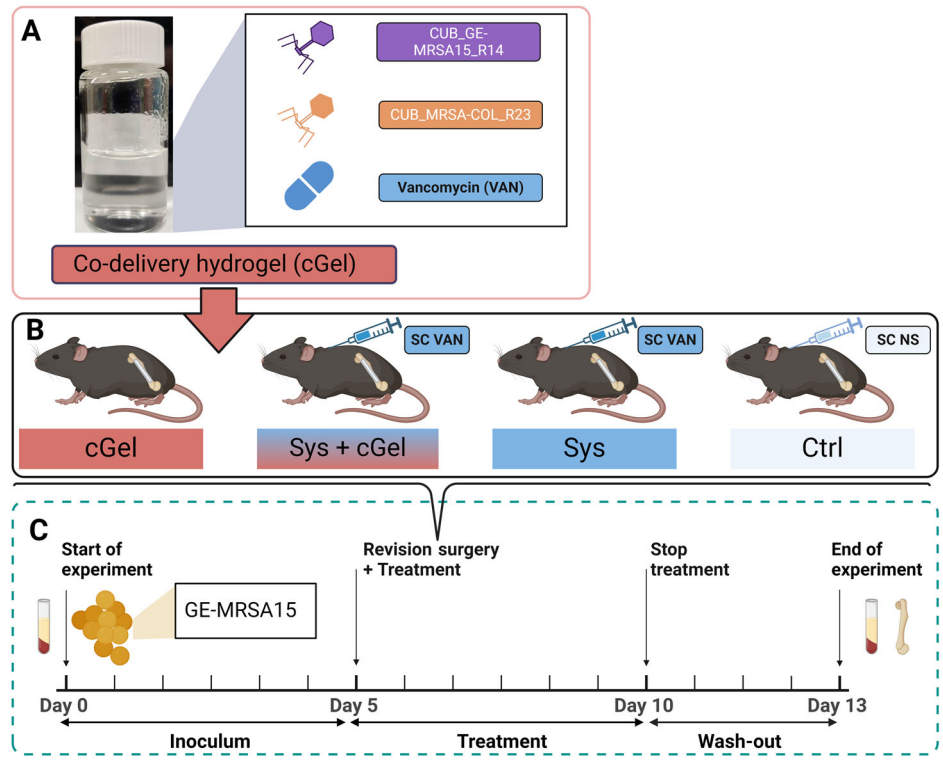 A
CUB_GE-
MRSA15_R14
CUB_MRSA-COL_R23
Vancomycin (VAN)
Co-delivery hydrogel (cGel)
B
SC VAN
SC VAN
SC NS
cGel
Sys + cGel
Sys
Ctrl
C
Start of
experiment
Revision surgery
+ Treatment
Stop
treatment
End of
experiment
GE-MRSA15
Day 0
Day 5
Day 10
Day 13
Inoculum
Treatment
Wash-out